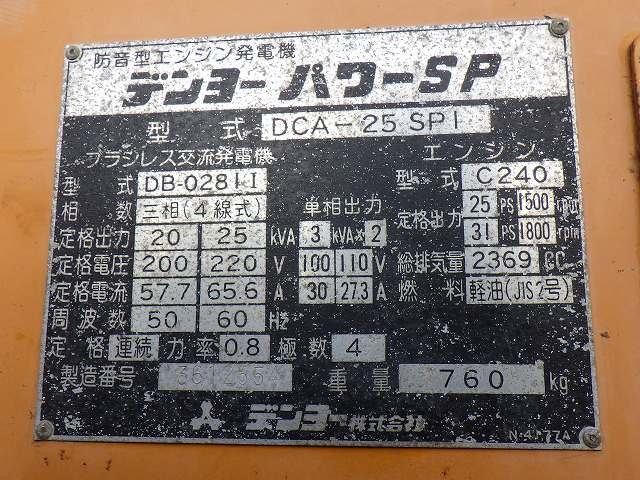 防音型エンジン発電機
デンヨーパワーSP
型式 DCA-25SPI
ブラシレス交流発電機 エンジン
型式 DB-0281I 型式 C240
相数 三相(4線式) 単相出力 定格出力 25 PS 1500 rpm
定格出力 20 25 kVA 3 kVA×2 31 PS 1800 rpm
定格電圧 200 220 V 100 110 V 総排気量 2369 CC
定格電流 57.7 65.6 A 30 27.3 A 燃料 軽油(JIS2号)
周波数 50 60 Hz
定格 連続 力率 0.8 極数 4
製造番号 重量 760 kg
デンヨー株式会社